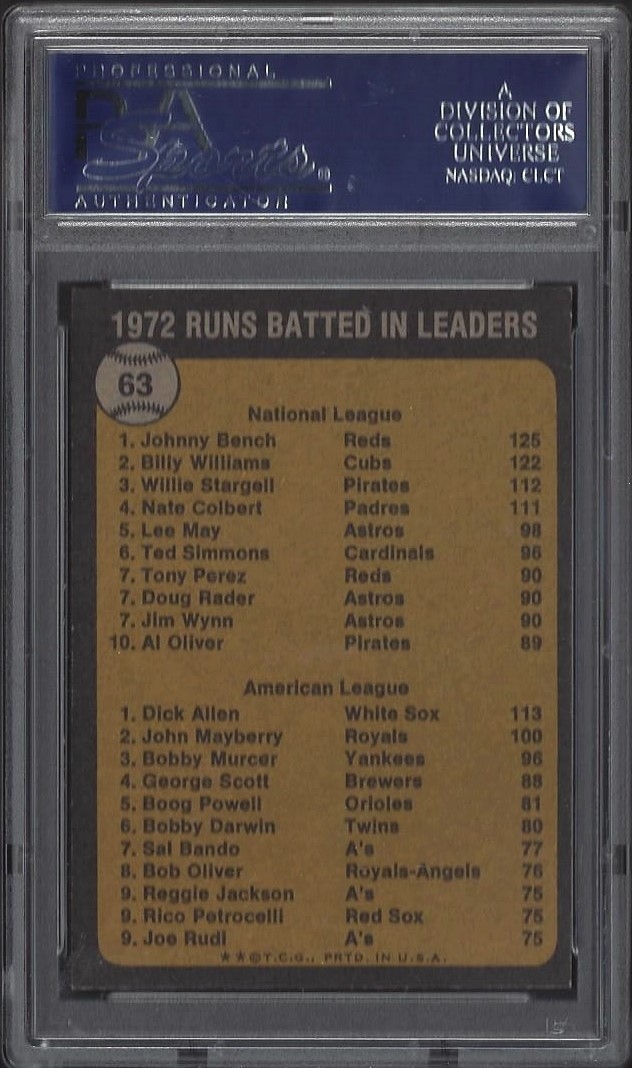 PROFESSIONAL
PSA
Sports®
AUTHENTICATOR
A
DIVISION OF
COLLECTORS
UNIVERSE
NASDAQ: CLCT
1972 RUNS BATTED IN LEADERS
63
National League
1. Johnny Bench Reds 125
2. Billy Williams Cubs 122
3. Willie Stargell Pirates 112
4. Nate Colbert Padres 111
5. Lee May Astros 98
6. Ted Simmons Cardinals 96
7. Tony Perez Reds 90
7. Doug Rader Astros 90
7. Jim Wynn Astros 90
10. Al Oliver Pirates 89
American League
1. Dick Allen White Sox 113
2. John Mayberry Royals 100
3. Bobby Murcer Yankees 96
4. George Scott Brewers 88
5. Boog Powell Orioles 81
6. Bobby Darwin Twins 80
7. Sal Bando A's 77
8. Bob Oliver Royals-Angels 76
9. Reggie Jackson A's 75
9. Rico Petrocelli Red Sox 75
9. Joe Rudi A's 75
★★©T.C.G., PRTD. IN U.S.A.